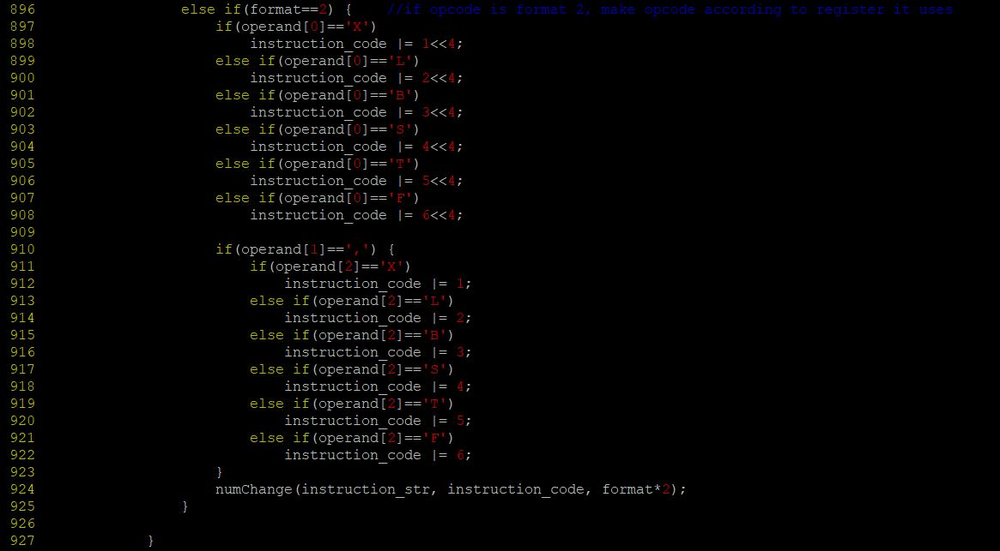 896 else if(format==2) { //if opcode is format 2, make opcode according to register it uses
897 if(operand[0]=='X')
898 instruction_code |= 1<<4;
899 else if(operand[0]=='L')
900 instruction_code |= 2<<4;
901 else if(operand[0]=='B')
902 instruction_code |= 3<<4;
903 else if(operand[0]=='S')
904 instruction_code |= 4<<4;
905 else if(operand[0]=='T')
906 instruction_code |= 5<<4;
907 else if(operand[0]=='F')
908 instruction_code |= 6<<4;
909
910 if(operand[1]==',') {
911 if(operand[2]=='X')
912 instruction_code |= 1;
913 else if(operand[2]=='L')
914 instruction_code |= 2;
915 else if(operand[2]=='B')
916 instruction_code |= 3;
917 else if(operand[2]=='S')
918 instruction_code |= 4;
919 else if(operand[2]=='T')
920 instruction_code |= 5;
921 else if(operand[2]=='F')
922 instruction_code |= 6;
923 }
924 numChange(instruction_str, instruction_code, format*2);
925 }
926
927 }